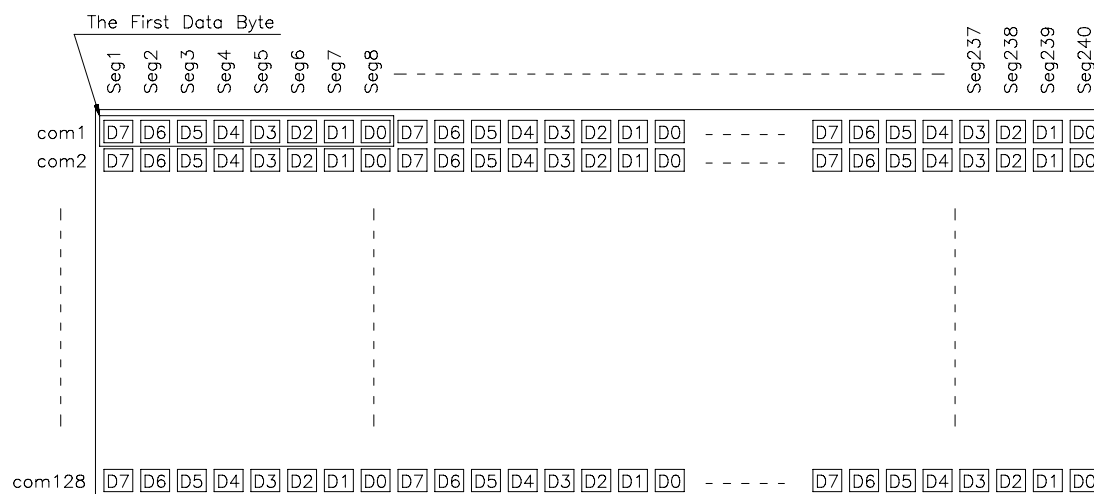 The First Data Byte
Seg1 Seg2 Seg3 Seg4 Seg5 Seg6 Seg7 Seg8 Seg237 Seg238 Seg239 Seg240
com1 D7 D6 D5 D4 D3 D2 D1 D0 D7 D6 D5 D4 D3 D2 D1 D0 D7 D6 D5 D4 D3 D2 D1 D0
com2 D7 D6 D5 D4 D3 D2 D1 D0 D7 D6 D5 D4 D3 D2 D1 D0 D7 D6 D5 D4 D3 D2 D1 D0
com128 D7 D6 D5 D4 D3 D2 D1 D0 D7 D6 D5 D4 D3 D2 D1 D0 D7 D6 D5 D4 D3 D2 D1 D0